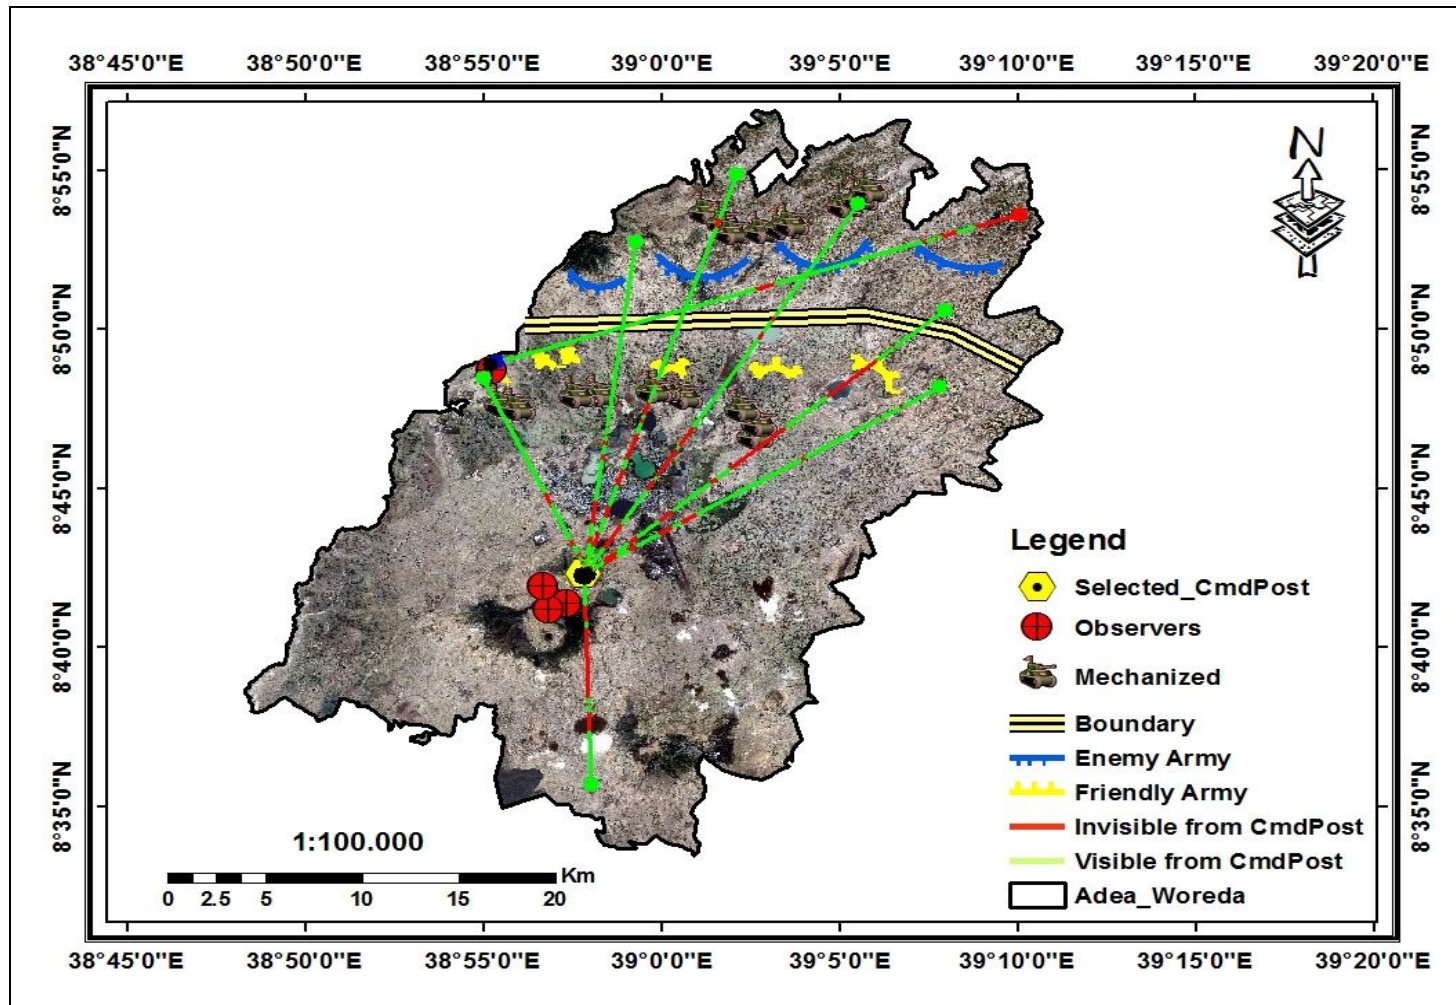 38°45'0"E 38°50'0"E 38°55'0"E 39°0'0"E 39°5'0"E 39°10'0"E 39°15'0"E 39°20'0"E
8°55'0"N
8°50'0"N
8°45'0"N
8°40'0"N
8°35'0"N
N
8°55'0"N
8°50'0"N
8°45'0"N
8°40'0"N
8°35'0"N
Legend
Selected_CmdPost
Observers
Mechanized
Boundary
Enemy Army
Friendly Army
Invisible from CmdPost
Visible from CmdPost
Adea_Woreda
1:100.000
Km
0 2.5 5 10 15 20
38°45'0"E 38°50'0"E 38°55'0"E 39°0'0"E 39°5'0"E 39°10'0"E 39°15'0"E 39°20'0"E